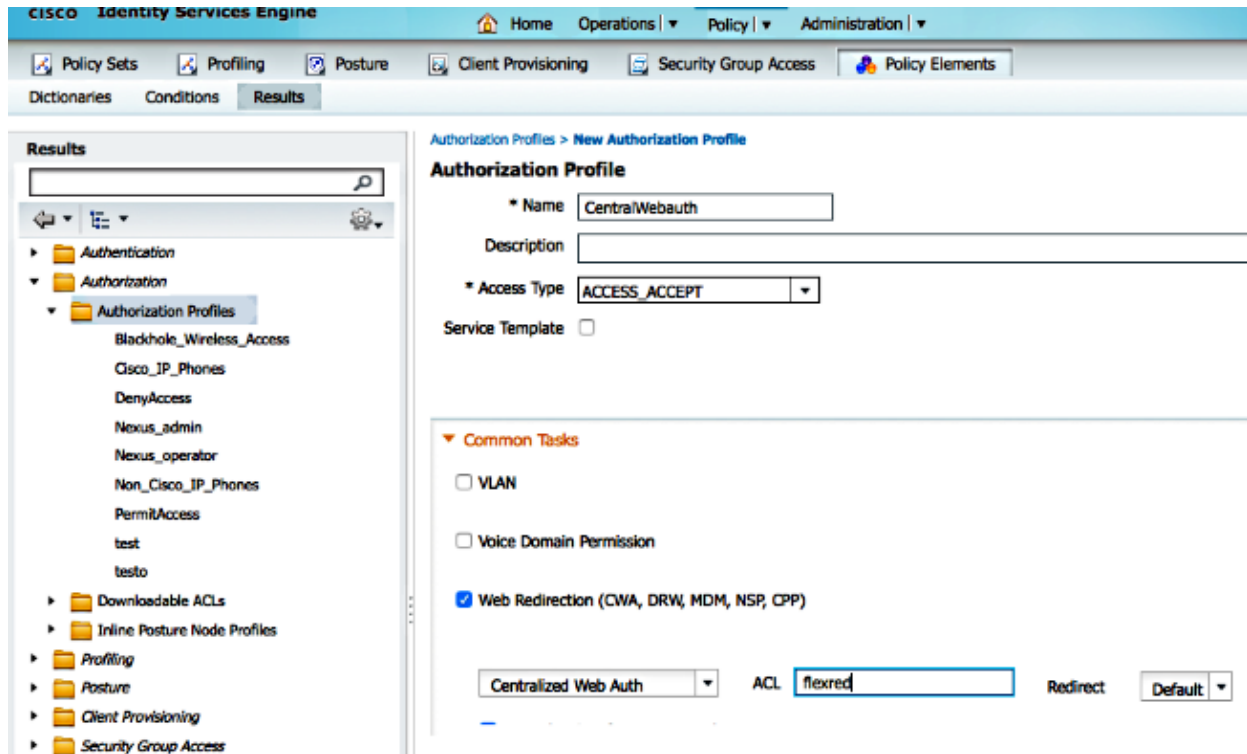 CISCO Identity Services Engine
Home Operations Policy Administration
Policy Sets Profiling Posture Client Provisioning Security Group Access Policy Elements
Dictionaries Conditions Results
Results
Authorization Profiles > New Authorization Profile
Authorization Profile
* Name CentralWebauth
Description
* Access Type ACCESS_ACCEPT
Service Template
Authentication
Authorization
Authorization Profiles
Blackhole_Wireless_Access
Cisco_IP_Phones
DenyAccess
Nexus_admin
Nexus_operator
Non_Cisco_IP_Phones
PermitAccess
test
testo
Downloadable ACLs
Inline Posture Node Profiles
Profiling
Posture
Client Provisioning
Security Group Access
Common Tasks
VLAN
Voice Domain Permission
Web Redirection (CWA, DRW, MDM, NSP, CPP)
Centralized Web Auth ACL flexred Redirect Default